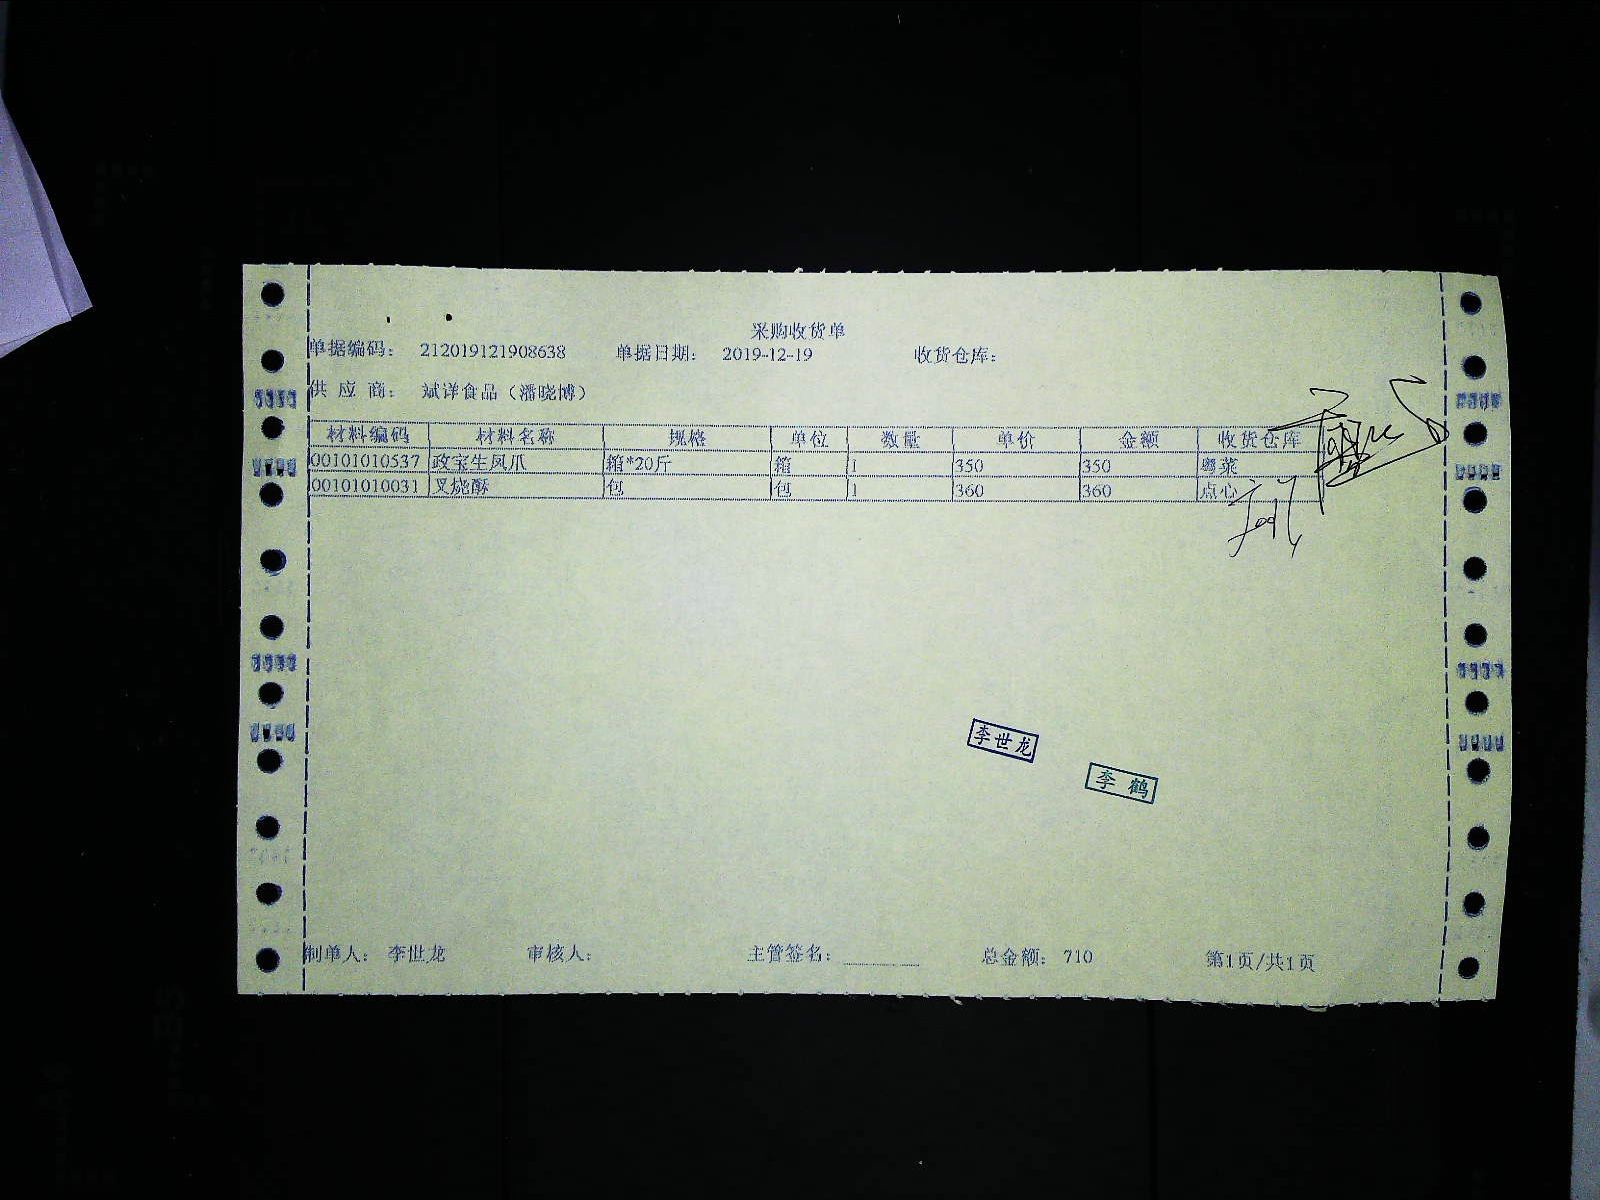 采购收货单
单据编码： 212019121908638 单据日期： 2019-12-19 收货仓库：
供 应 商： 斌详食品（潘晓博）
材料编码 材料名称 规格 单位 数量 单价 金额 收货仓库
00101010537 政宝生凤爪 箱*20斤 箱 1 350 350 粤菜
00101010031 叉烧酥 包 包 1 360 360 点心
李世龙
李 鹤
制单人： 李世龙 审核人： 主管签名： 总金额： 710 第1页/共1页